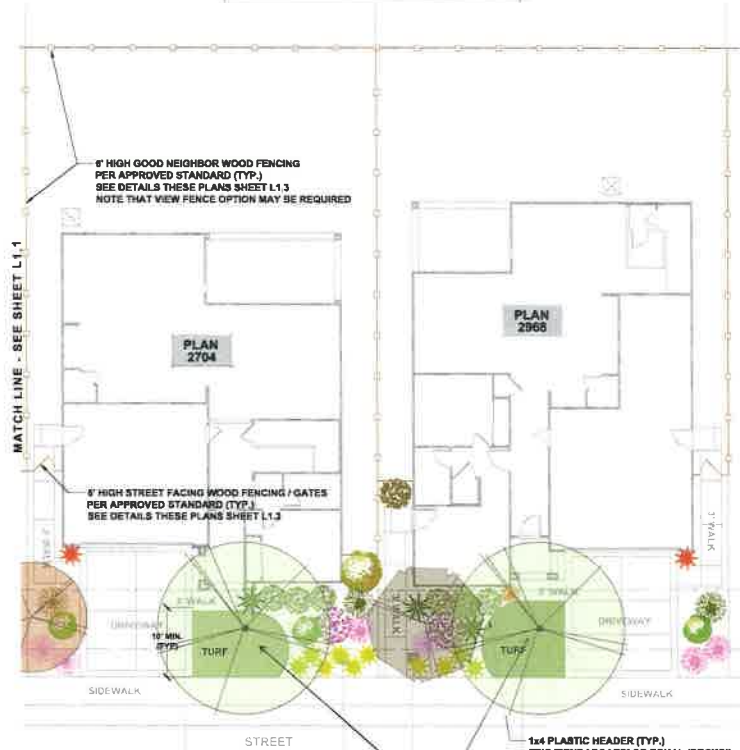 6' HIGH GOOD NEIGHBOR WOOD FENCING
PER APPROVED STANDARD (TYP.)
SEE DETAILS THESE PLANS SHEET L1.3
NOTE THAT VIEW FENCE OPTION MAY BE REQUIRED
MATCH LINE - SEE SHEET L1.1
PLAN
2704
PLAN
2968
6' HIGH STREET FACING WOOD FENCING / GATES
PER APPROVED STANDARD (TYP.)
SEE DETAILS THESE PLANS SHEET L1.3
3' WALK
3' WALK
3' WALK
3' WALK
3' WALK
DRIVEWAY
10' MIN.
(TYP)
TURF
TURF
DRIVEWAY
SIDEWALK
SIDEWALK
STREET
1x4 PLASTIC HEADER (TYP.)